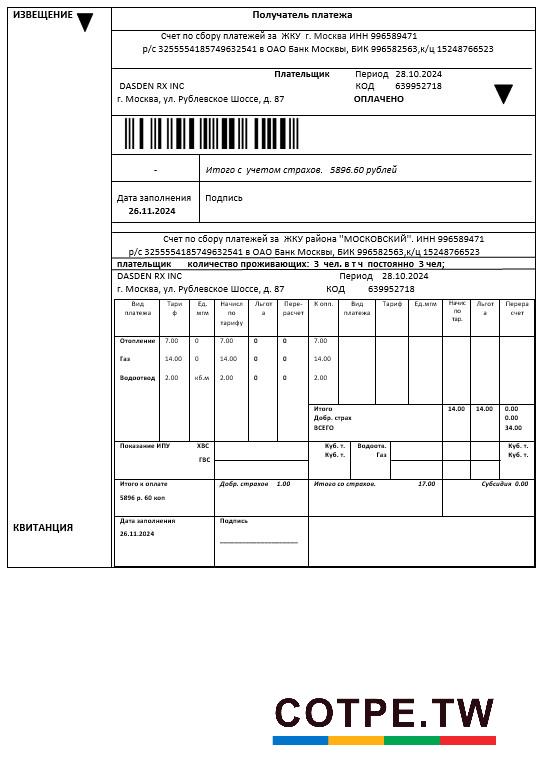 ИЗВЕЩЕНИЕ
Получатель платежа
Счет по сбору платежей за ЖКУ г. Москва ИНН 996589471
р/с 3255554185749632541 в ОАО Банк Москвы, БИК 996582563,к/ц 15248766523
Плательщик Период 28.10.2024
DASDEN RX INC КОД 639952718
г. Москва, ул. Рублевское Шоссе, д. 87 ОПЛАЧЕНО
- Итого с учетом страхов. 5896.60 рублей
Дата заполнения Подпись
26.11.2024
Счет по сбору платежей за ЖКУ района "МОСКОВСКИЙ". ИНН 996589471
р/с 3255554185749632541 в ОАО Банк Москвы, БИК 996582563,к/ц 15248766523
плательщик количество проживающих: 3 чел. в т ч постоянно 3 чел;
DASDEN RX INC Период 28.10.2024
г. Москва, ул. Рублевское Шоссе, д. 87 КОД 639952718
Вид Тари Ед. Начисл Льгот Пере- К опл. Вид Тариф Ед.мгм Начис Льгот Перера
платежа ф мгм по а расчет платежа по а счет
тарифу тар.
Отопление 7.00 0 7.00 0 0 7.00
Газ 14.00 0 14.00 0 0 14.00
Водоотвод 2.00 кб.м 2.00 0 0 2.00
Итого 14.00 14.00 0.00
Добр. страх 0.00
ВСЕГО 34.00
Показание ИПУ ХВС Куб. т. Водоотв. Куб. т.
ГВС Куб. т. Газ Куб. т.
Итого к оплате Добр. страхов 1.00 Итого со страхов. 17.00 Субсидия 0.00
5896 р. 60 коп
КВИТАНЦИЯ
Дата заполнения Подпись
26.11.2024
COTPE.TW